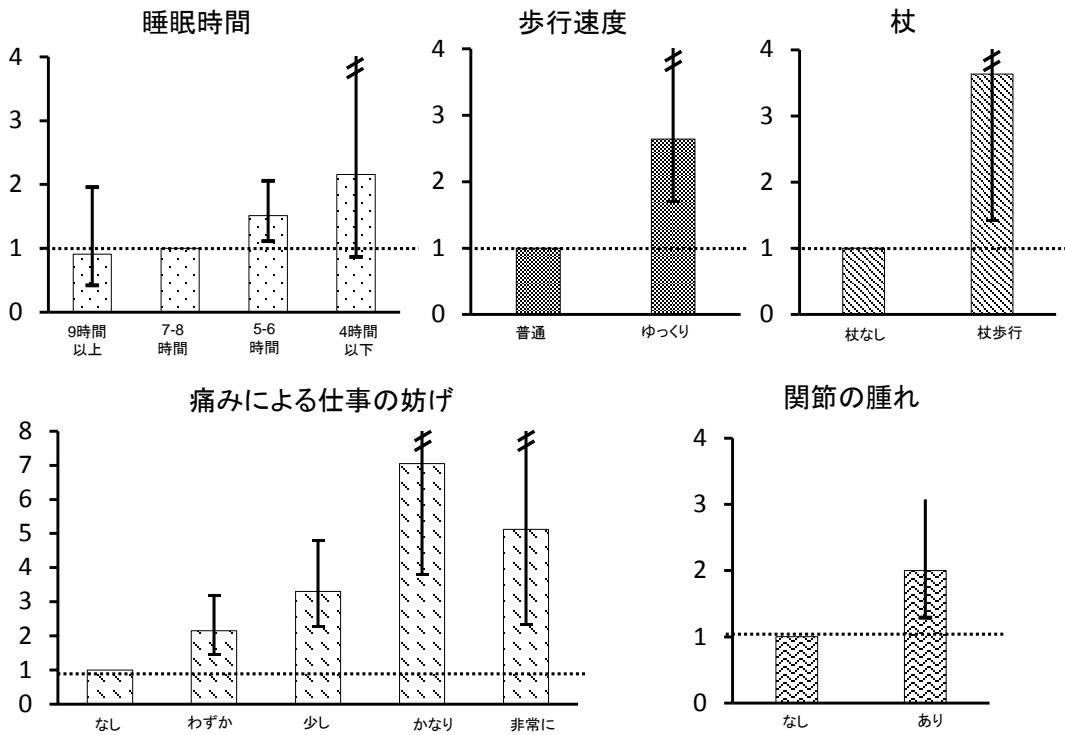 睡眠時間
4
3
2
1
0
9時間
以上
7-8
時間
5-6
時間
4時間
以下
歩行速度
4
3
2
1
0
普通
ゆっくり
杖
4
3
2
1
0
杖なし
杖歩行
痛みによる仕事の妨げ
8
7
6
5
4
3
2
1
0
なし
わずか
少し
かなり
非常に
関節の腫れ
4
3
2
1
0
なし
あり